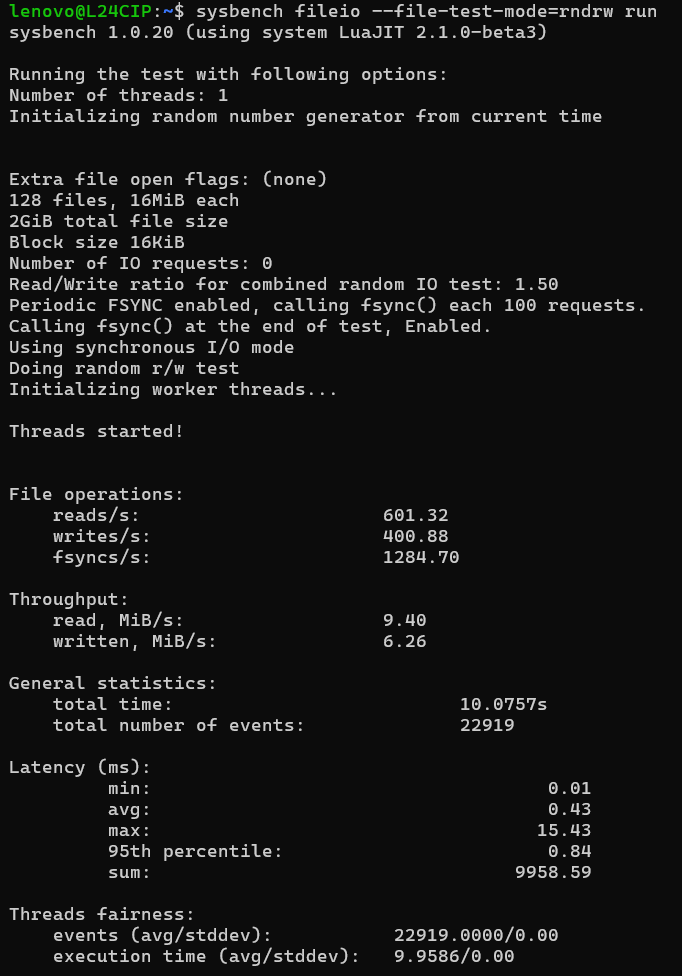 lenovo@L24CIP:~$ sysbench fileio --file-test-mode=rndrw run
sysbench 1.0.20 (using system LuaJIT 2.1.0-beta3)
Running the test with following options:
Number of threads: 1
Initializing random number generator from current time
Extra file open flags: (none)
128 files, 16MiB each
2GiB total file size
Block size 16KiB
Number of IO requests: 0
Read/Write ratio for combined random IO test: 1.50
Periodic FSYNC enabled, calling fsync() each 100 requests.
Calling fsync() at the end of test, Enabled.
Using synchronous I/O mode
Doing random r/w test
Initializing worker threads...
Threads started!
File operations:
reads/s: 601.32
writes/s: 400.88
fsyncs/s: 1284.70
Throughput:
read, MiB/s: 9.40
written, MiB/s: 6.26
General statistics:
total time: 10.0757s
total number of events: 22919
Latency (ms):
min: 0.01
avg: 0.43
max: 15.43
95th percentile: 0.84
sum: 9958.59
Threads fairness:
events (avg/stddev): 22919.0000/0.00
execution time (avg/stddev): 9.9586/0.00